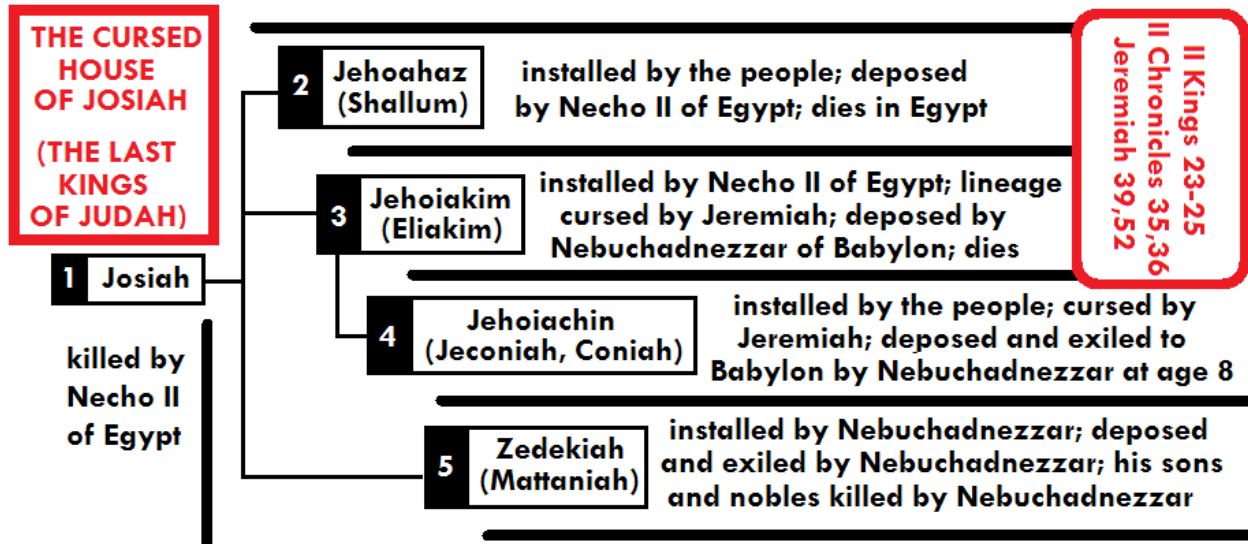 THE CURSED
HOUSE
OF JOSIAH
(THE LAST
KINGS
OF JUDAH)
II Kings 23-25
II Chronicles 35,36
Jeremiah 39,52
1 Josiah
killed by
Necho II
of Egypt
2 Jehoahaz
(Shallum)
installed by the people; deposed
by Necho II of Egypt; dies in Egypt
3 Jehoiakim
(Eliakim)
installed by Necho II of Egypt; lineage
cursed by Jeremiah; deposed by
Nebuchadnezzar of Babylon; dies
4 Jehoiachin
(Jeconiah, Coniah)
installed by the people; cursed by
Jeremiah; deposed and exiled to
Babylon by Nebuchadnezzar at age 8
5 Zedekiah
(Mattaniah)
installed by Nebuchadnezzar; deposed
and exiled by Nebuchadnezzar; his sons
and nobles killed by Nebuchadnezzar